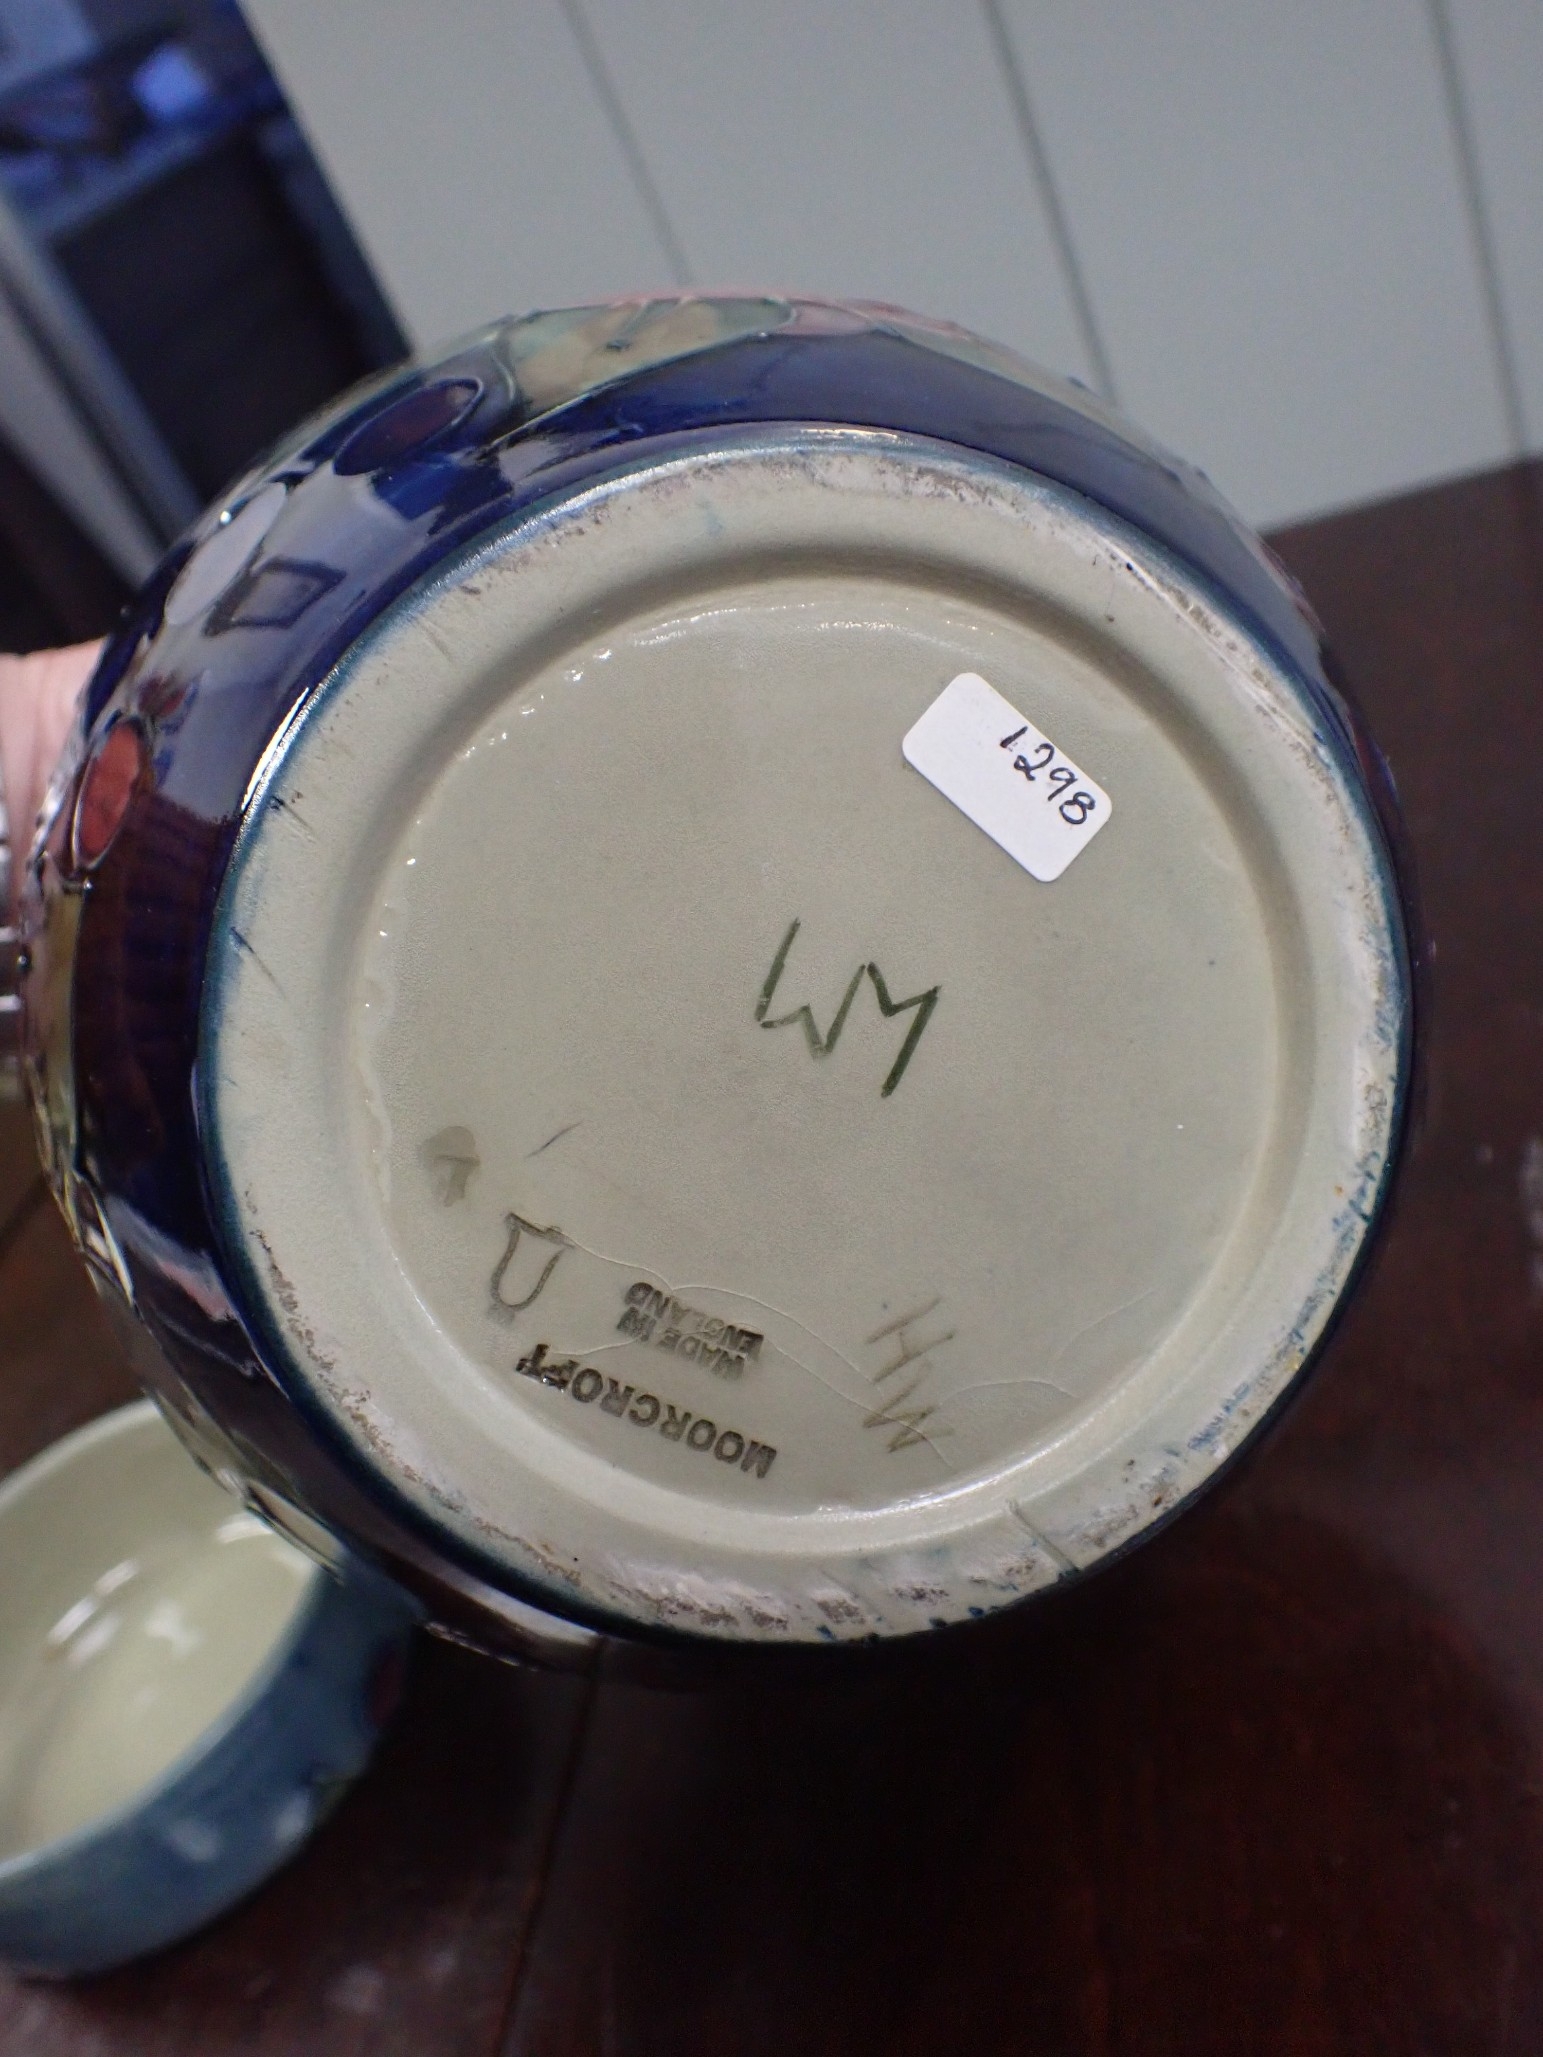 1298
WM
MOORCROFT
MADE IN
ENGLAND